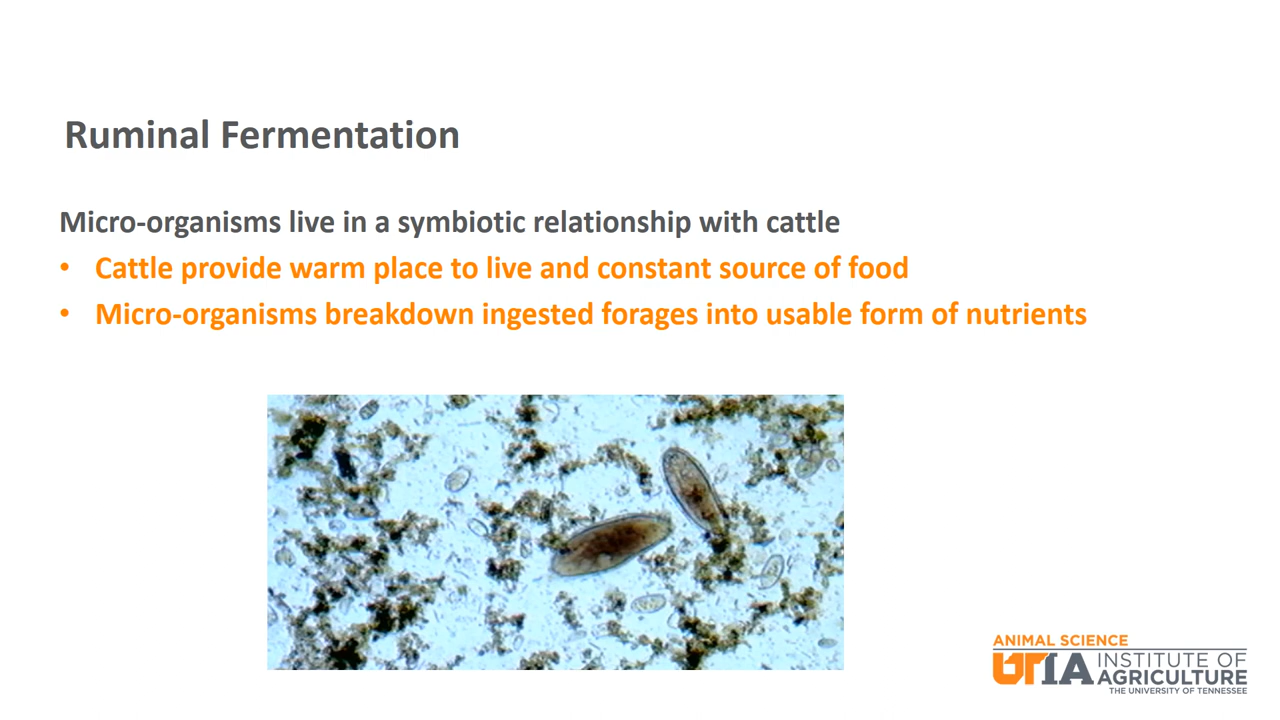 Ruminal Fermentation
Micro-organisms live in a symbiotic relationship with cattle
• Cattle provide warm place to live and constant source of food
• Micro-organisms breakdown ingested forages into usable form of nutrients
ANIMAL SCIENCE
UTIA INSTITUTE OF
AGRICULTURE
THE UNIVERSITY OF TENNESSEE